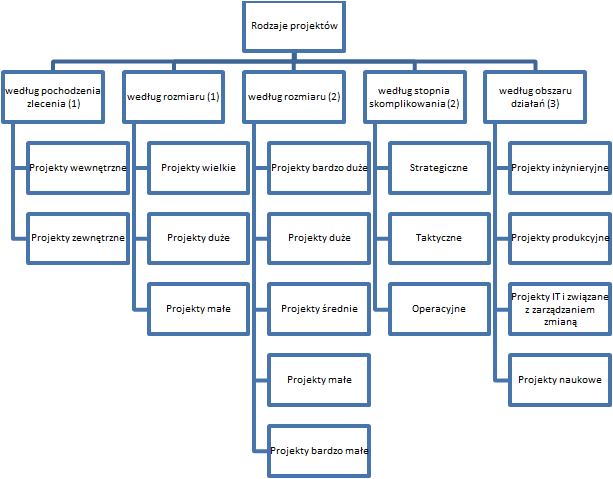 Rodzaje projektów
według pochodzenia
zlecenia (1)
Projekty wewnętrzne
Projekty zewnętrzne
według rozmiaru (1)
Projekty wielkie
Projekty duże
Projekty małe
według rozmiaru (2)
Projekty bardzo duże
Projekty duże
Projekty średnie
Projekty małe
Projekty bardzo małe
według stopnia
skomplikowania (2)
Strategiczne
Taktyczne
Operacyjne
według obszaru
działań (3)
Projekty inżynieryjne
Projekty produkcyjne
Projekty IT i związane
z zarządzaniem
zmianą
Projekty naukowe